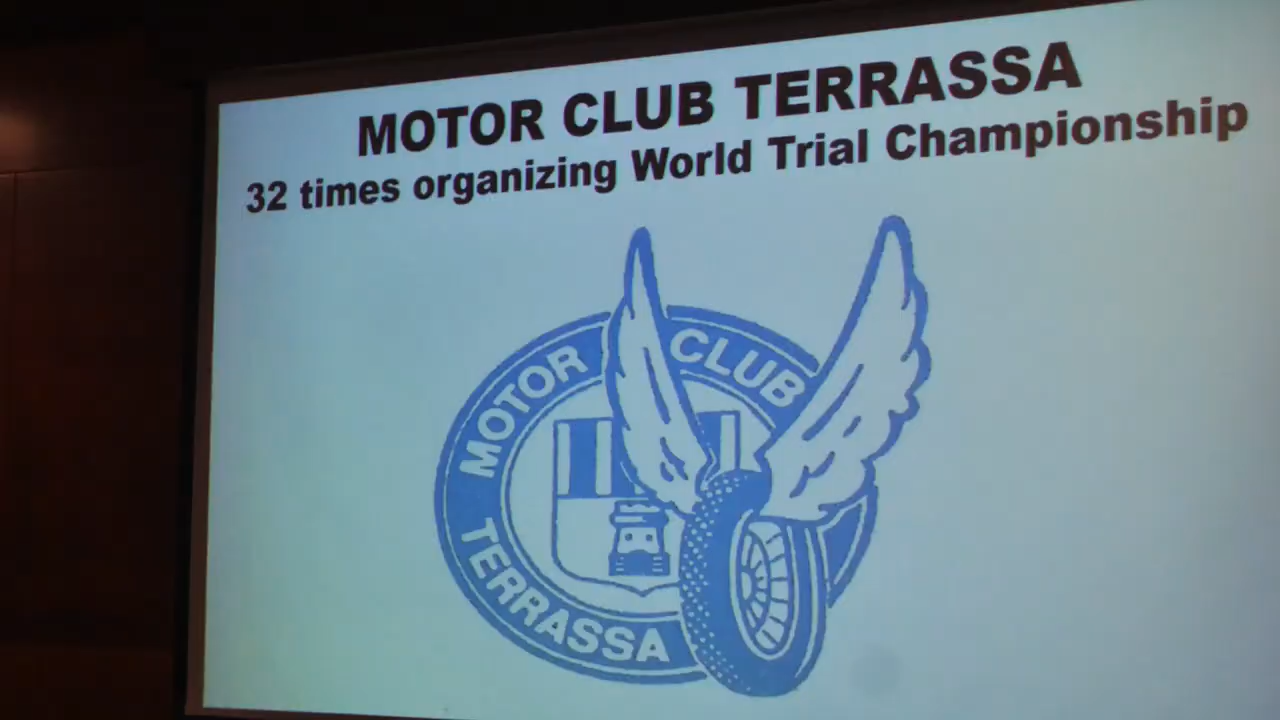 MOTOR CLUB TERRASSA
32 times organizing World Trial Championship
MOTOR CLUB
TERRASSA